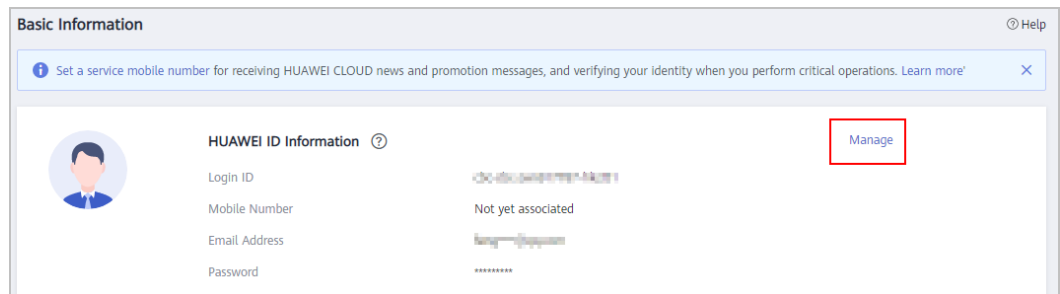 Basic Information
Help
Set a service mobile number for receiving HUAWEI CLOUD news and promotion messages, and verifying your identity when you perform critical operations. Learn more'
HUAWEI ID Information
Manage
Login ID
Mobile Number Not yet associated
Email Address
Password *********